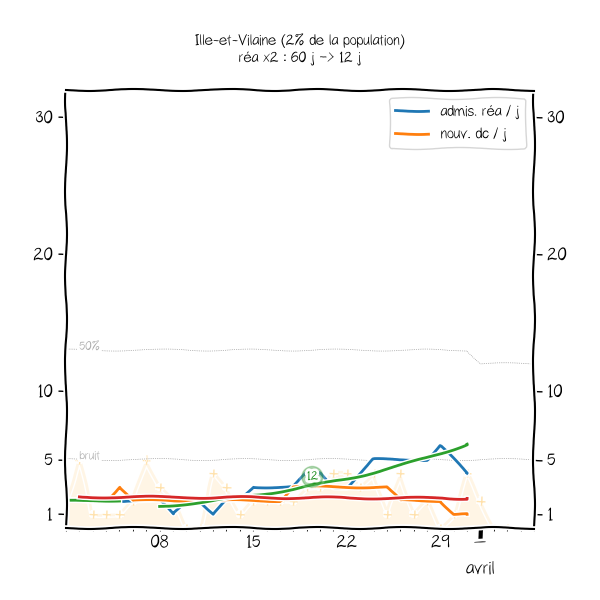 Ille-et-Vilaine (2% de la population)
réa x2 : 60 j -> 12 j
admis. réa / j
nouv. dc / j
30
30
20
20
50%
10
10
bruit
5
5
12
1
1
08
15
22
29
1
avril